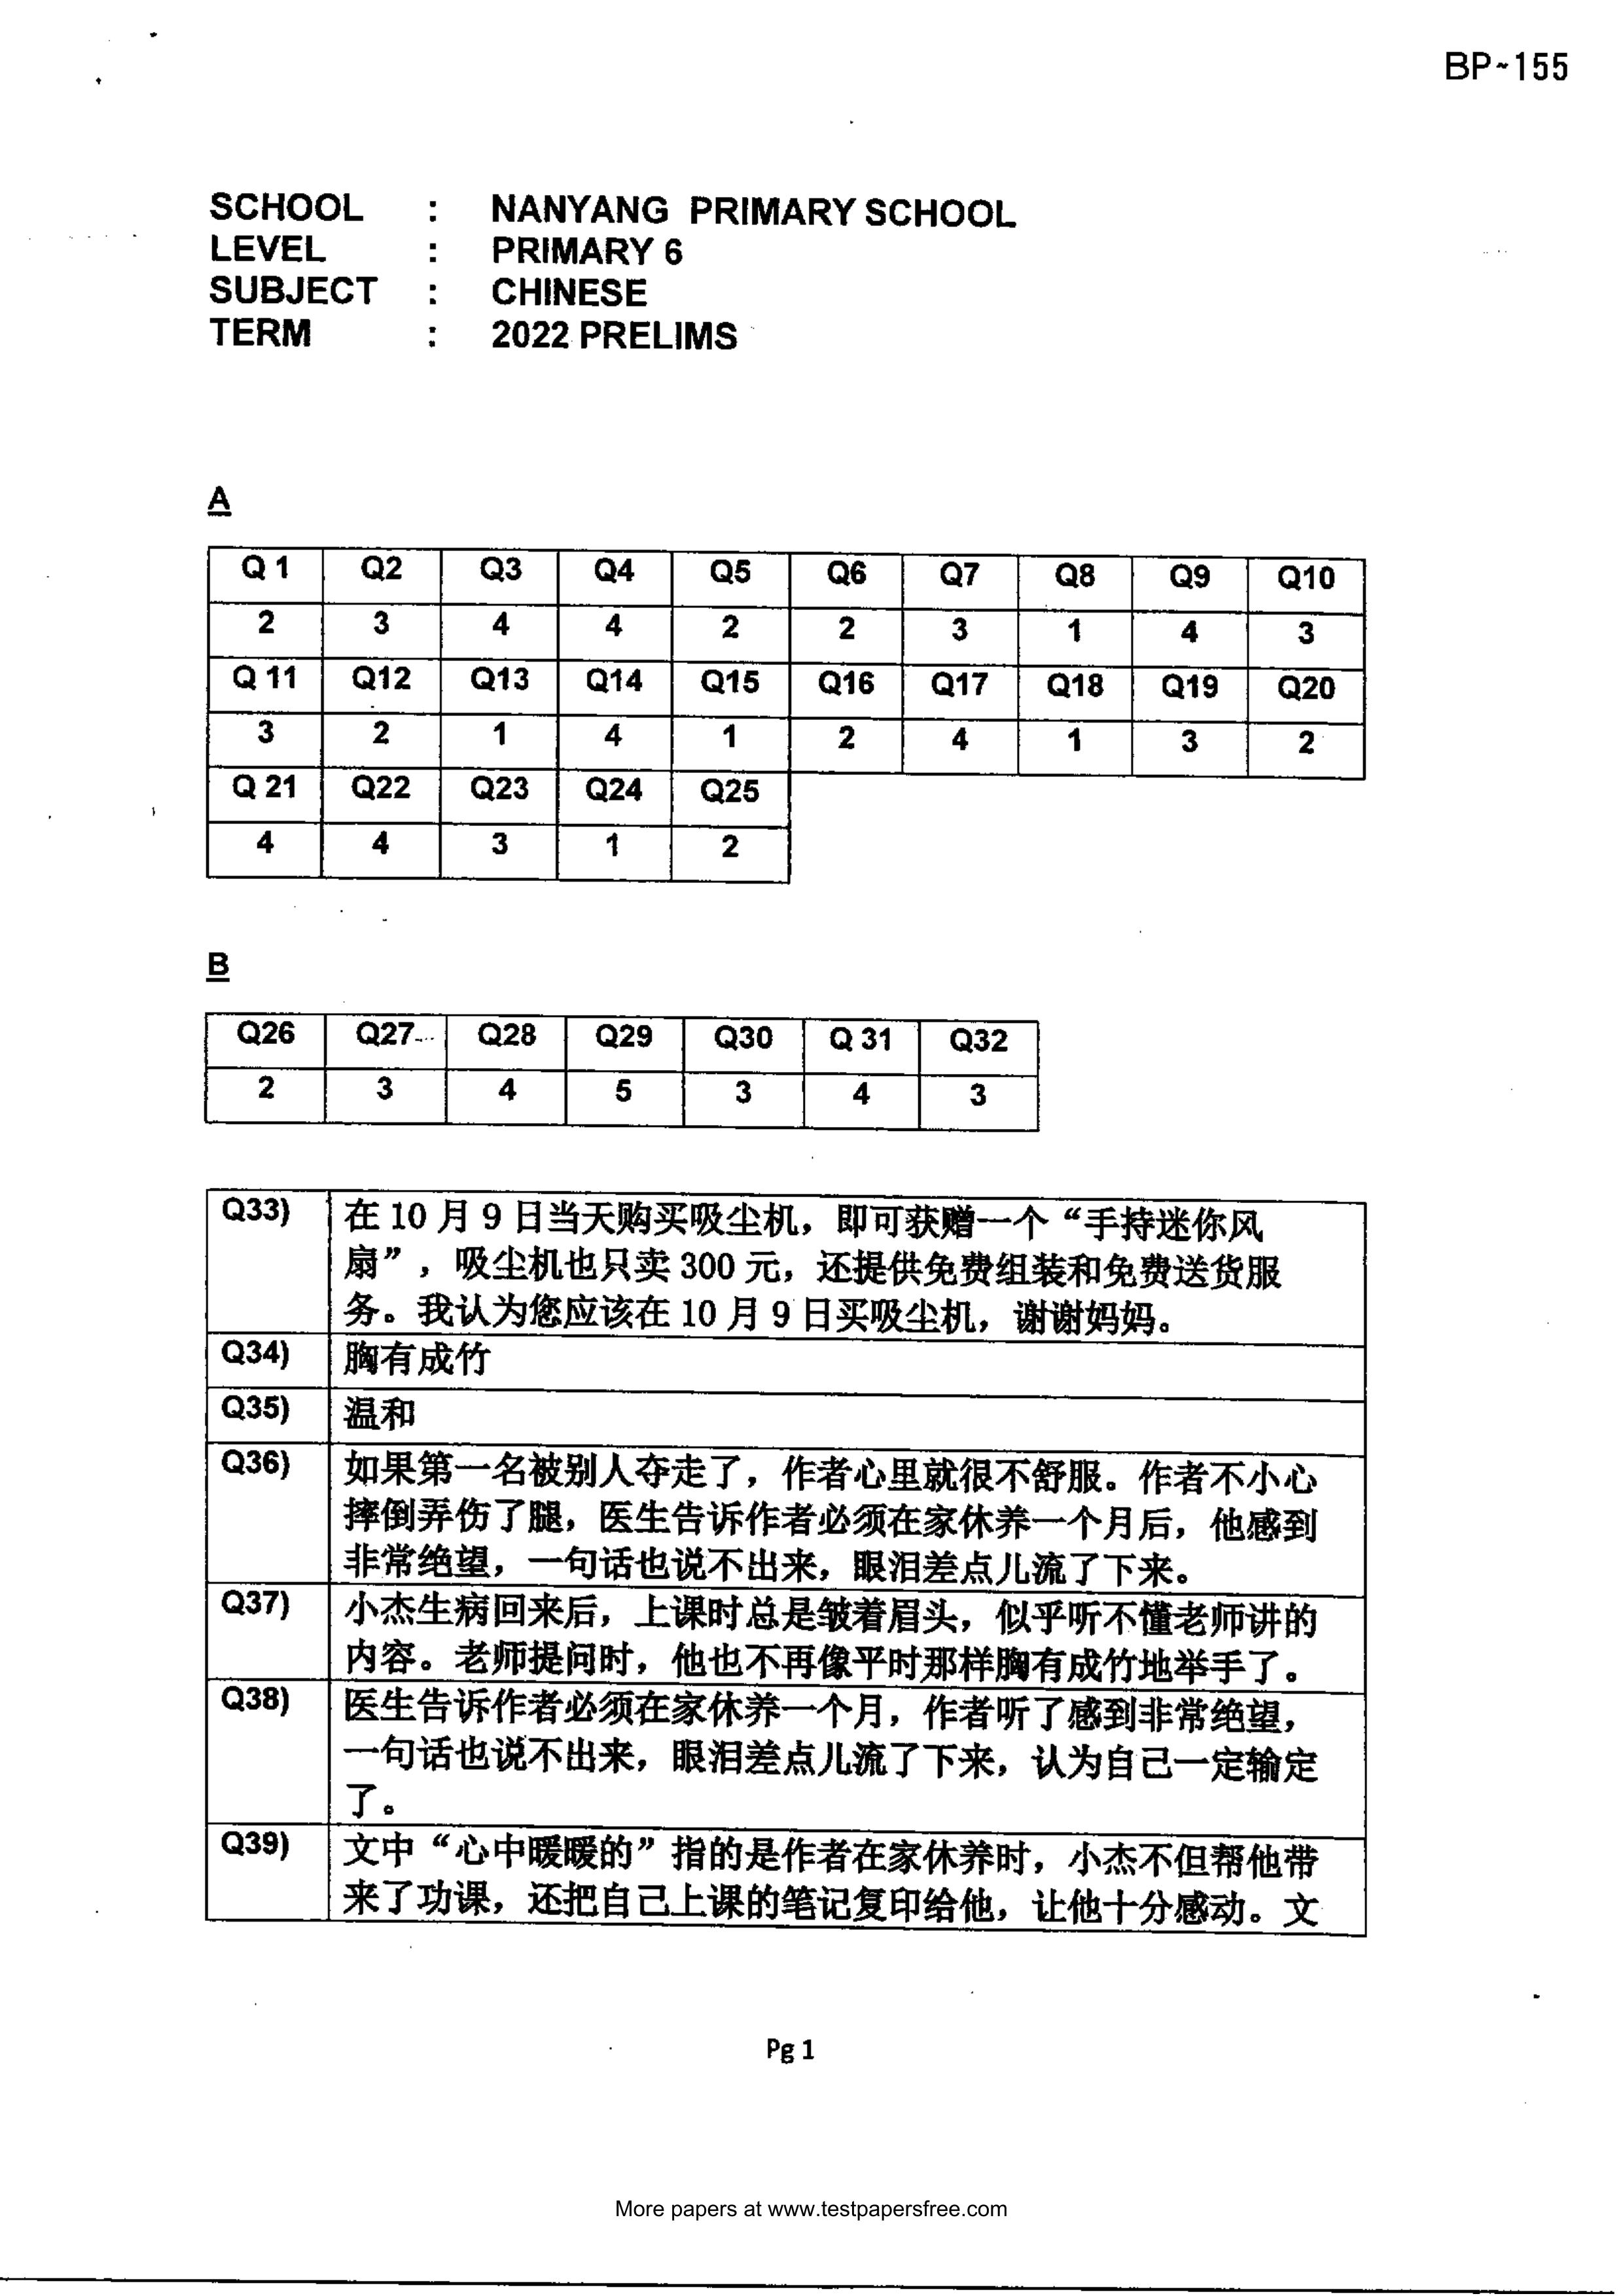 BP~155
SCHOOL : NANYANG PRIMARY SCHOOL
LEVEL : PRIMARY 6
SUBJECT : CHINESE
TERM : 2022 PRELIMS
A
Q 1 Q2 Q3 Q4 Q5 Q6 Q7 Q8 Q9 Q10
2 3 4 4 2 2 3 1 4 3
Q 11 Q12 Q13 Q14 Q15 Q16 Q17 Q18 Q19 Q20
3 2 1 4 1 2 4 1 3 2
Q 21 Q22 Q23 Q24 Q25
4 4 3 1 2
B
Q26 Q27 Q28 Q29 Q30 Q 31 Q32
2 3 4 5 3 4 3
Q33) 在 10 月 9 日当天购买吸尘机，即可获赠一个“手持迷你风
扇”，吸尘机也只卖 300 元，还提供免费组装和免费送货服
务。我认为您应该在 10 月 9 日买吸尘机，谢谢妈妈。
Q34) 胸有成竹
Q35) 温和
Q36) 如果第一名被别人夺走了，作者心里就很不舒服。作者不小心
摔倒弄伤了腿，医生告诉作者必须在家休养一个月后，他感到
非常绝望，一句话也说不出来，眼泪差点儿流了下来。
Q37) 小杰生病回来后，上课时总是皱着眉头，似乎听不懂老师讲的
内容。老师提问时，他也不再像平时那样胸有成竹地举手了。
Q38) 医生告诉作者必须在家休养一个月，作者听了感到非常绝望，
一句话也说不出来，眼泪差点儿流了下来，认为自己一定输定
了。
Q39) 文中“心中暖暖的”指的是作者在家休养时，小杰不但帮他带
来了功课，还把自己上课的笔记复印给他，让他十分感动。文
Pg 1
More papers at www.testpapersfree.com